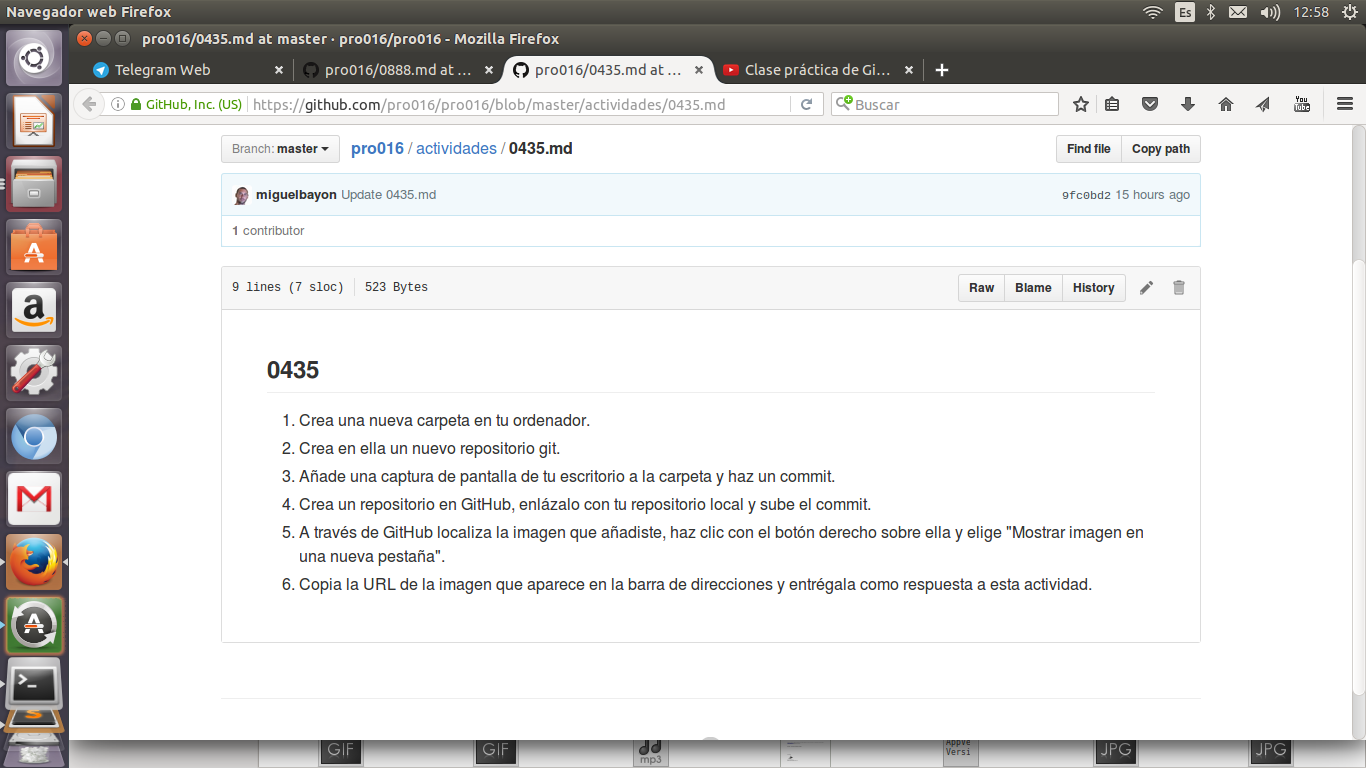 Navegador web Firefox
Es
12:58
pro016/0435.md at master · pro016/pro016 - Mozilla Firefox
Telegram Web
pro016/0888.md at ...
pro016/0435.md at ...
Clase práctica de Gi...
GitHub, Inc. (US)
https://github.com/pro016/pro016/blob/master/actividades/0435.md
Buscar
You Tube
Branch: master
pro016 / actividades / 0435.md
Find file
Copy path
miguelbayon Update 0435.md
9fc0bd2 15 hours ago
1 contributor
9 lines (7 sloc)
523 Bytes
Raw
Blame
History
0435
1. Crea una nueva carpeta en tu ordenador.
2. Crea en ella un nuevo repositorio git.
3. Añade una captura de pantalla de tu escritorio a la carpeta y haz un commit.
4. Crea un repositorio en GitHub, enlázalo con tu repositorio local y sube el commit.
5. A través de GitHub localiza la imagen que añadiste, haz clic con el botón derecho sobre ella y elige "Mostrar imagen en
una nueva pestaña".
6. Copia la URL de la imagen que aparece en la barra de direcciones y entrégala como respuesta a esta actividad.
GIF
GIF
mp3
Versi
JPG
JPG